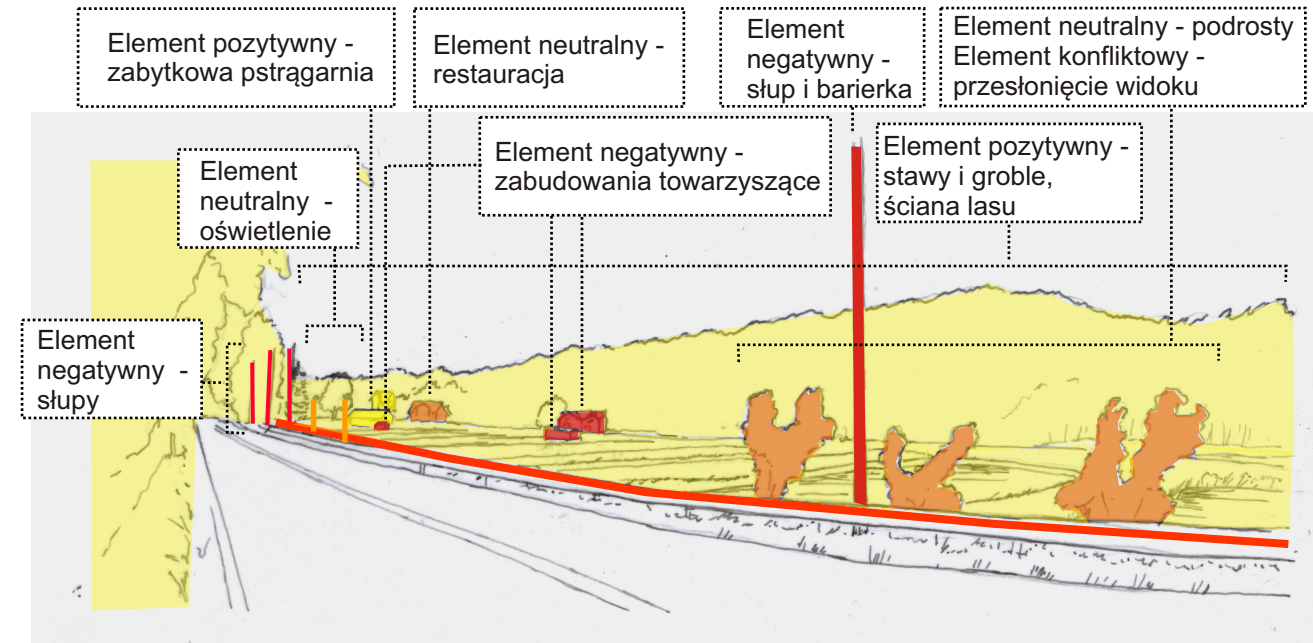 Element pozytywny -
zabytkowa pstrągarnia
Element neutralny -
restauracja
Element
negatywny -
słup i barierka
Element neutralny - podrosty
Element konfliktowy -
przesłonięcie widoku
Element
neutralny -
oświetlenie
Element negatywny -
zabudowania towarzyszące
Element pozytywny -
stawy i groble,
ściana lasu
Element
negatywny -
słupy